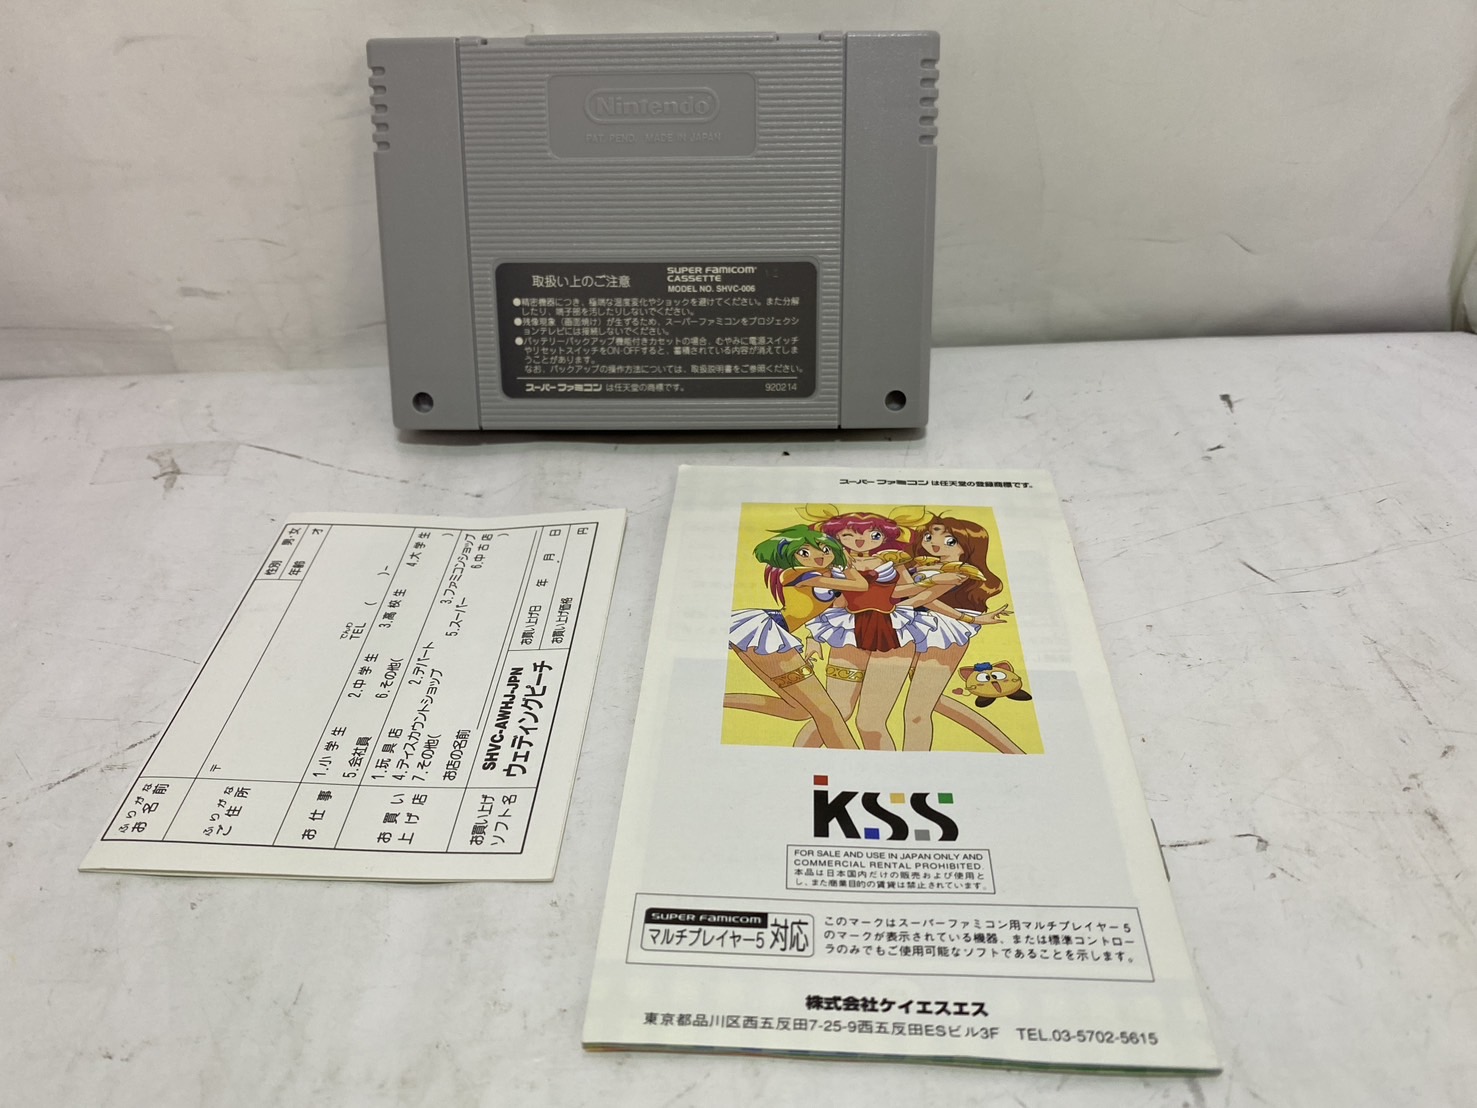 Nintendo
PAT. PEND. MADE IN JAPAN
取扱い上のご注意
SUPER FAMICOM
CASSETTE
MODEL NO. SHVC-006
●精密機器につき、極端な温度変化やショックを避けてください。また分解
したり、端子部を汚したりしないでください。
●残像現象（画面焼け）が生ずるため、スーパーファミコンをプロジェクシ
ョンテレビには接続しないでください。
●バッテリーバックアップ機能付きカセットの場合、むやみに電源スイッチ
やリセットスイッチをON・OFFすると、蓄積されている内容が消えてしま
うことがあります。
なお、バックアップの操作方法については、取扱説明書をご参照ください。
スーパーファミコン は任天堂の商標です。
920214
ふりがな
お名前
性別 男・女
年齢 才
ふりがな
ご住所
〒
でんわ
TEL ( )-
お仕事
1.小学生 2.中学生 3.高校生 4.大学生
5.会社員 6.その他( )
お買い
上げ店
1.玩具店 2.デパート 3.ファミコンショップ
4.ディスカウントショップ 5.スーパー 6.中古店
7.その他( )
お店の名前
お買い上げ
ソフト名
SHVC-AWHJ-JPN
ウェディングピーチ
お買い上げ日 年 月 日
お買い上げ価格 円
スーパーファミコン は任天堂の登録商標です。
KSS
FOR SALE AND USE IN JAPAN ONLY AND
COMMERCIAL RENTAL PROHIBITED.
本品は日本国内だけの販売および使用と
し、また商業目的の賃貸は禁止されています。
SUPER FAMICOM
マルチプレイヤー5 対応
このマークはスーパーファミコン用マルチプレイヤー5
のマークが表示されている機器、または標準コントロー
ラのみでもご使用可能なソフトであることを示します。
株式会社ケイエスエス
東京都品川区西五反田7-25-9西五反田ESビル3F TEL.03-5702-5615